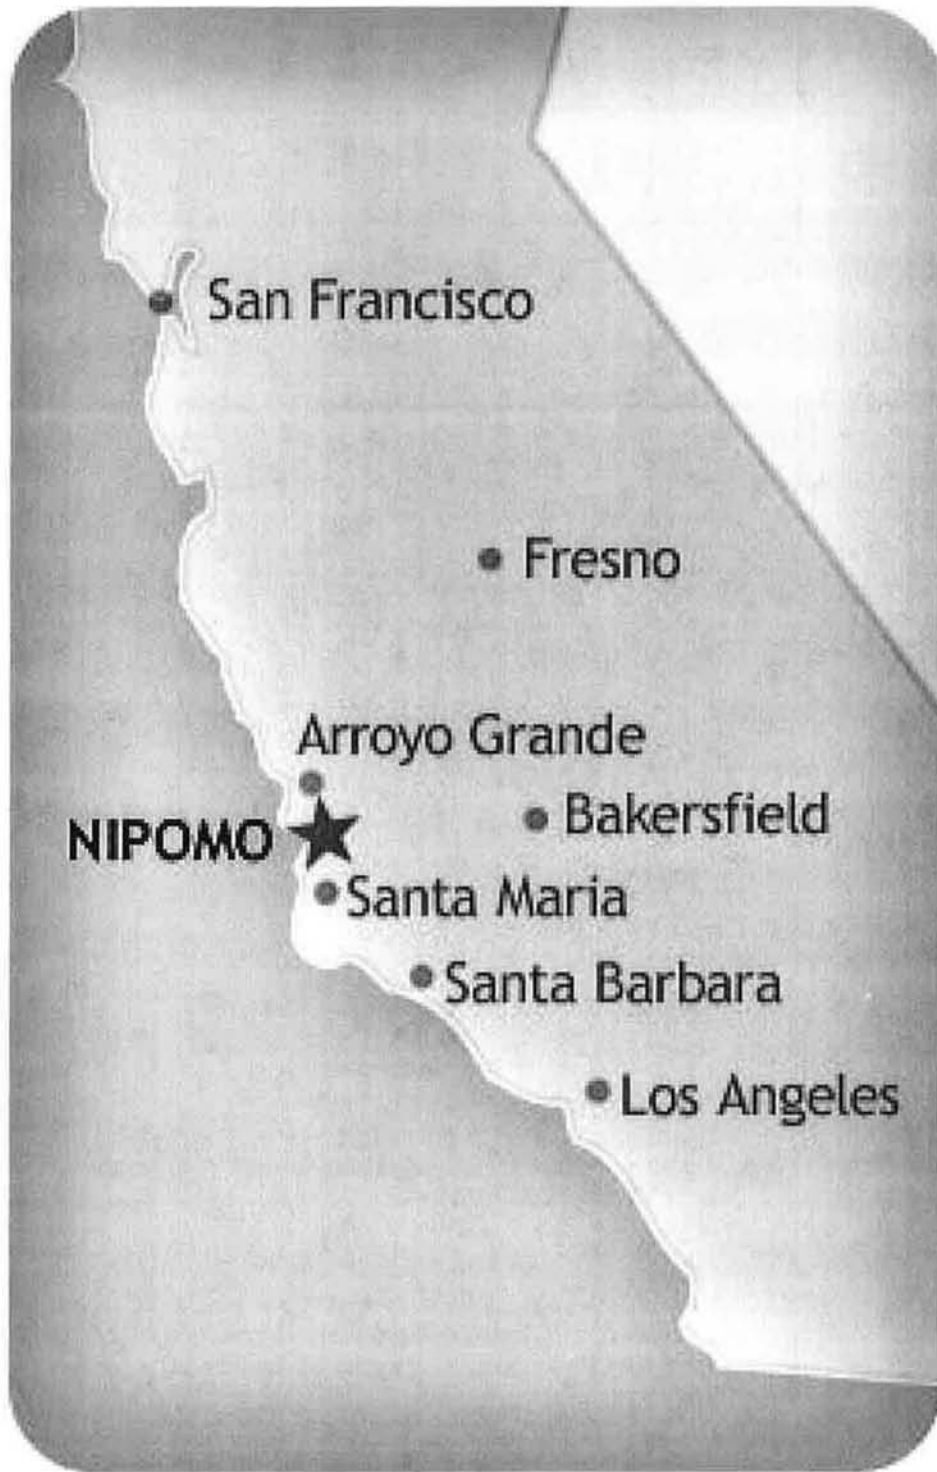 San Francisco
Fresno
Arroyo Grande
NIPOMO
Bakersfield
Santa Maria
Santa Barbara
Los Angeles